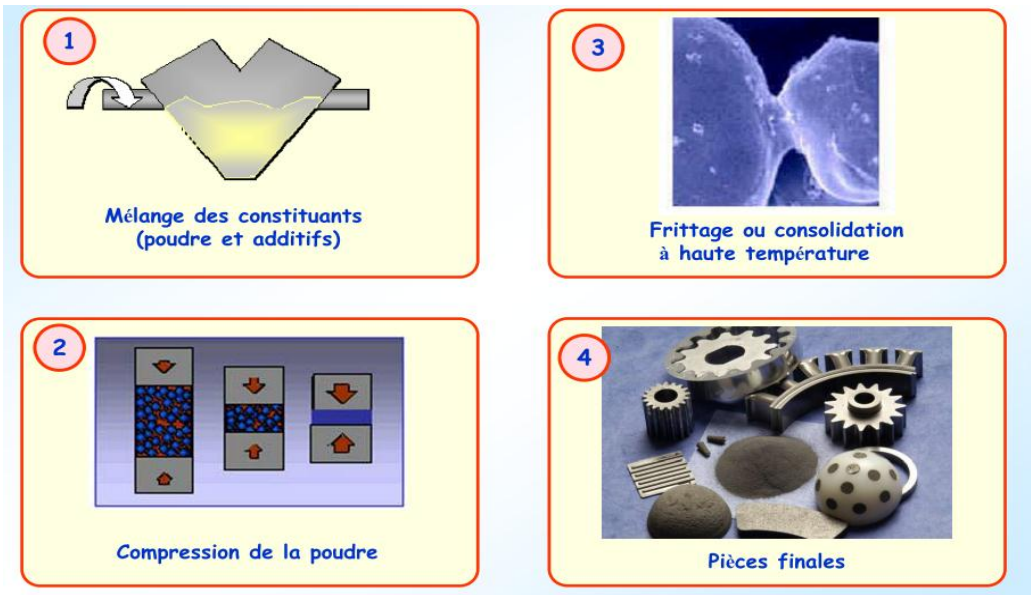 1
Mélange des constituants
(poudre et additifs)
2
Compression de la poudre
3
Frittage ou consolidation
à haute température
4
Pièces finales